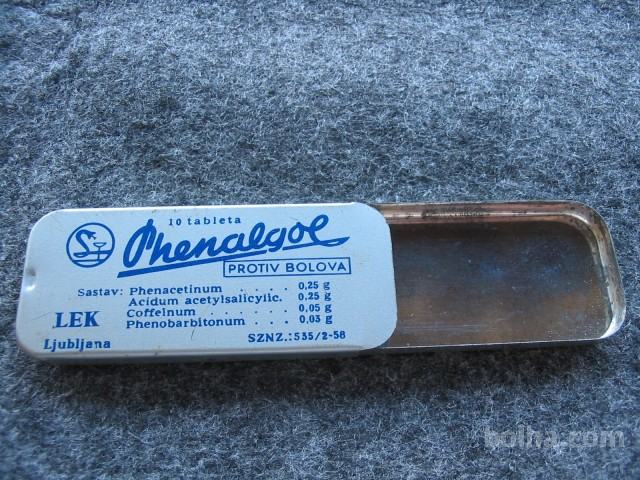 10 tableta
Phenalgol
PROTIV BOLOVA
Sastav: Phenacetinum . . . . 0,25 g
Acidum acetylsalicylic. 0.25 g
Coffeinum . . . . . 0,05 g
Phenobarbitonum . . . 0,03 g
LEK
Ljubljana
SZNZ.:535/2-58
bolha.com